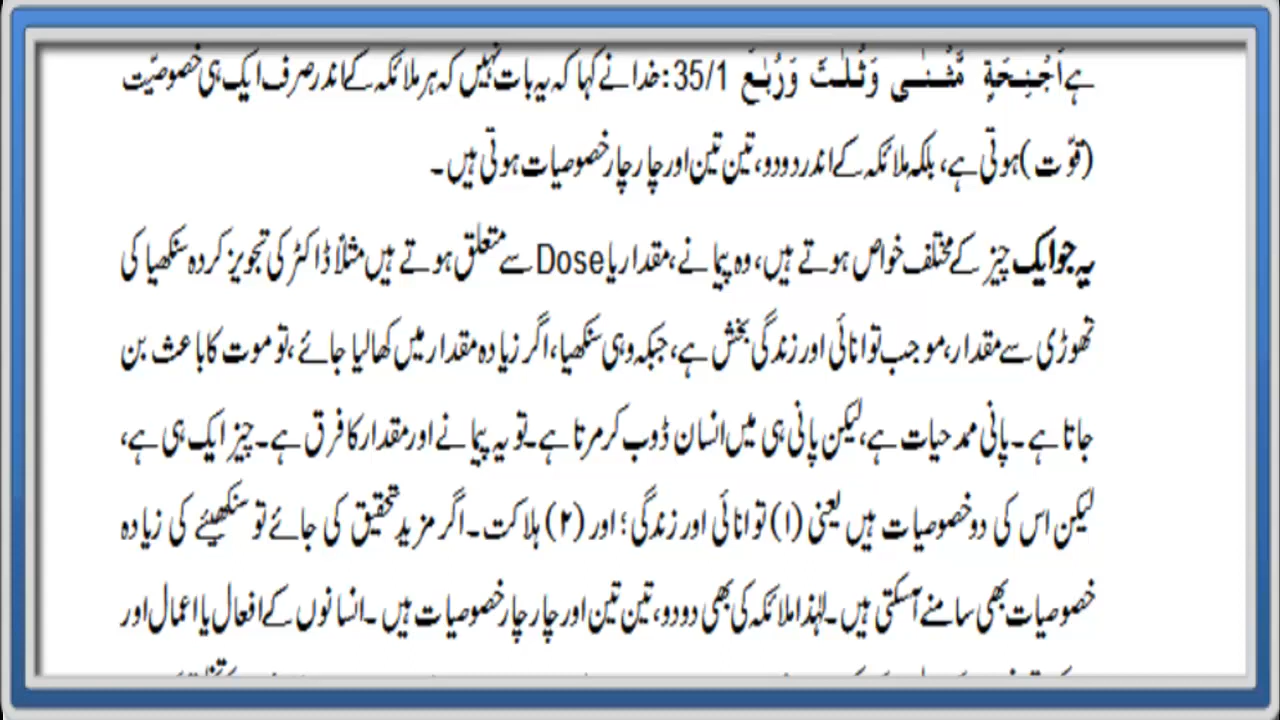 ہے اَجْنِحَةٍ مَّثْنٰى وَثُلٰثَ وَرُبٰعَ 35/1:خدا نے کہا کہ یہ بات نہیں کہ ہر ملائکہ کے اندر صرف ایک ہی خصوصیّت
(قوّت) ہوتی ہے، بلکہ ملائکہ کے اندر دو دو، تین تین اور چار چار خصوصیات ہوتی ہیں۔
یہ جو ایک چیز کے مختلف خواص ہوتے ہیں، وہ پیمانے، مقدار یا Dose سے متعلق ہوتے ہیں مثلاً ڈاکٹر کی تجویز کردہ سنکھیا کی
تھوڑی سے مقدار، موجب توانائی اور زندگی بخش ہے، جبکہ وہی سنکھیا، اگر زیادہ مقدار میں کھا لیا جائے، تو موت کا باعث بن
جاتا ہے۔ پانی ممد حیات ہے، لیکن پانی ہی میں انسان ڈوب کر مرتا ہے۔ تو یہ پیمانے اور مقدار کا فرق ہے۔ چیز ایک ہی ہے،
لیکن اس کی دو خصوصیات ہیں یعنی (۱) توانائی اور زندگی؛ اور (۲) ہلاکت۔ اگر مزید تحقیق کی جائے تو سنکھیئے کی زیادہ
خصوصیات بھی سامنے آ سکتی ہیں۔ لہٰذا ملائکہ کی بھی دو دو، تین تین اور چار چار خصوصیات ہیں۔ انسانوں کے افعال یا اعمال اور